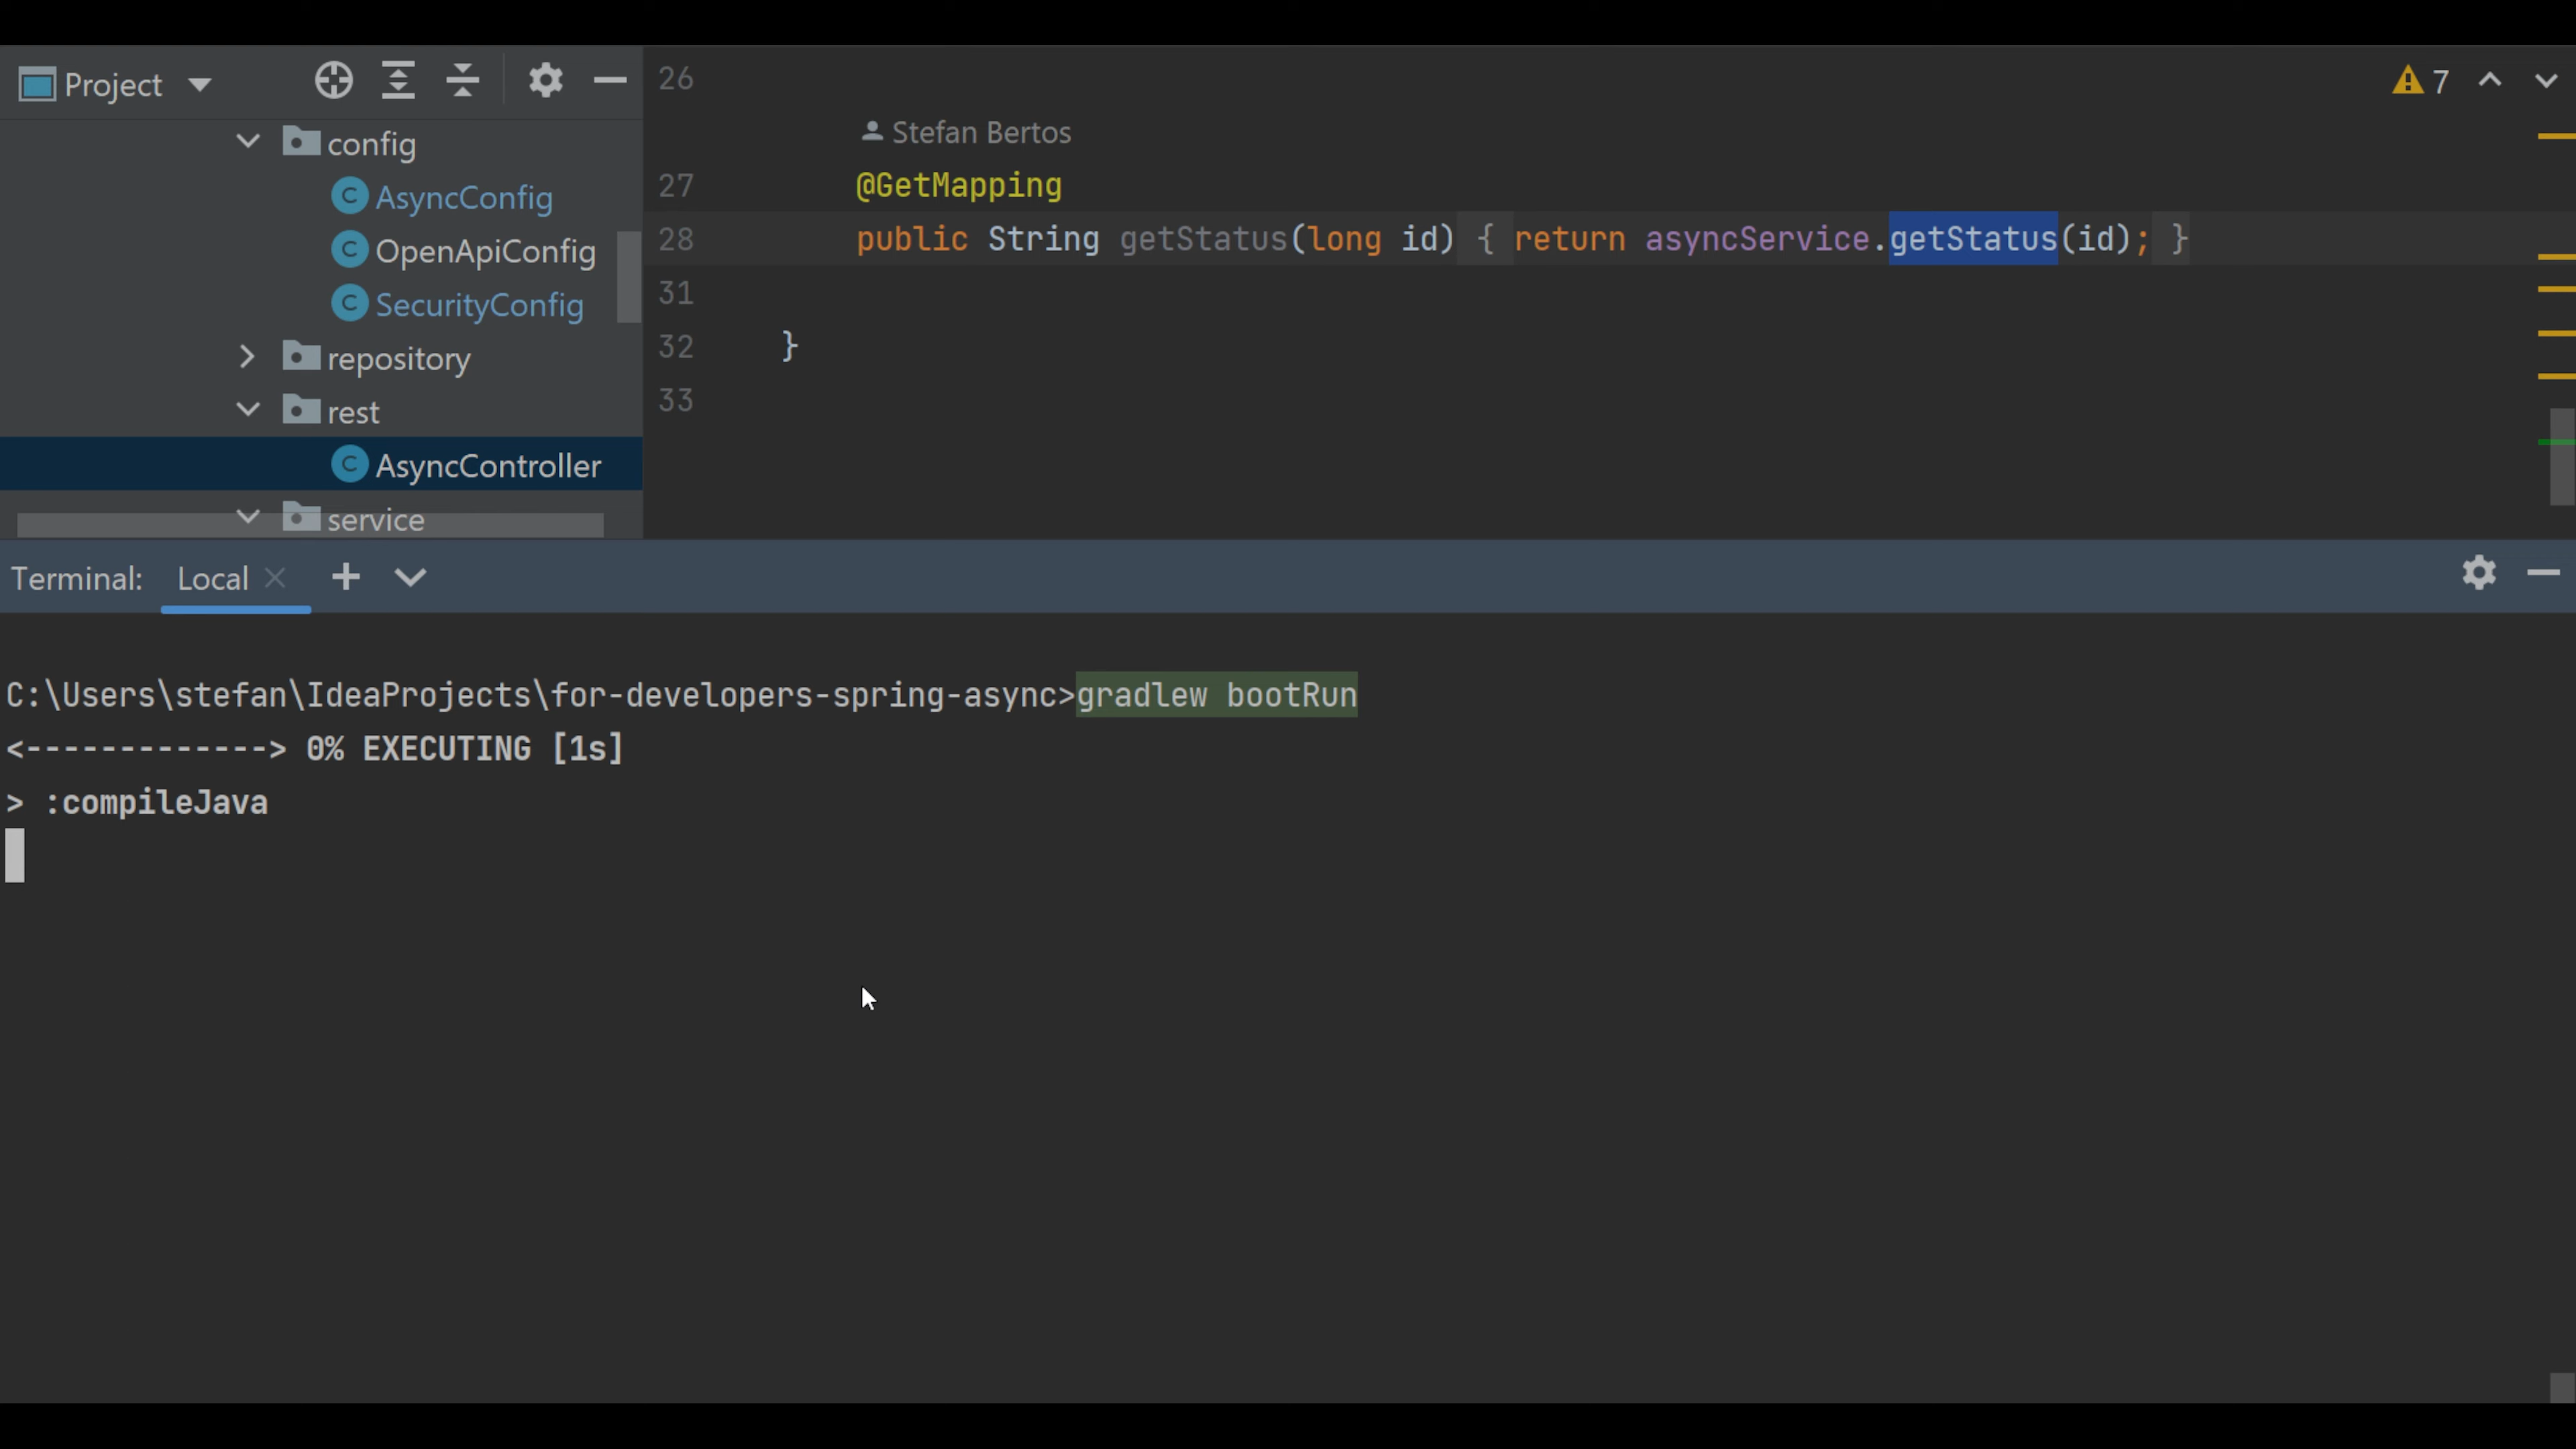 Project
config
C AsyncConfig
C OpenApiConfig
C SecurityConfig
repository
rest
C AsyncController
service
26
7
Stefan Bertos
27 @GetMapping
28 public String getStatus(long id) { return asyncService.getStatus(id); }
31
32 }
33
Terminal: Local
C:\Users\stefan\IdeaProjects\for-developers-spring-async>gradlew bootRun
<-------------> 0% EXECUTING [1s]
> :compileJava